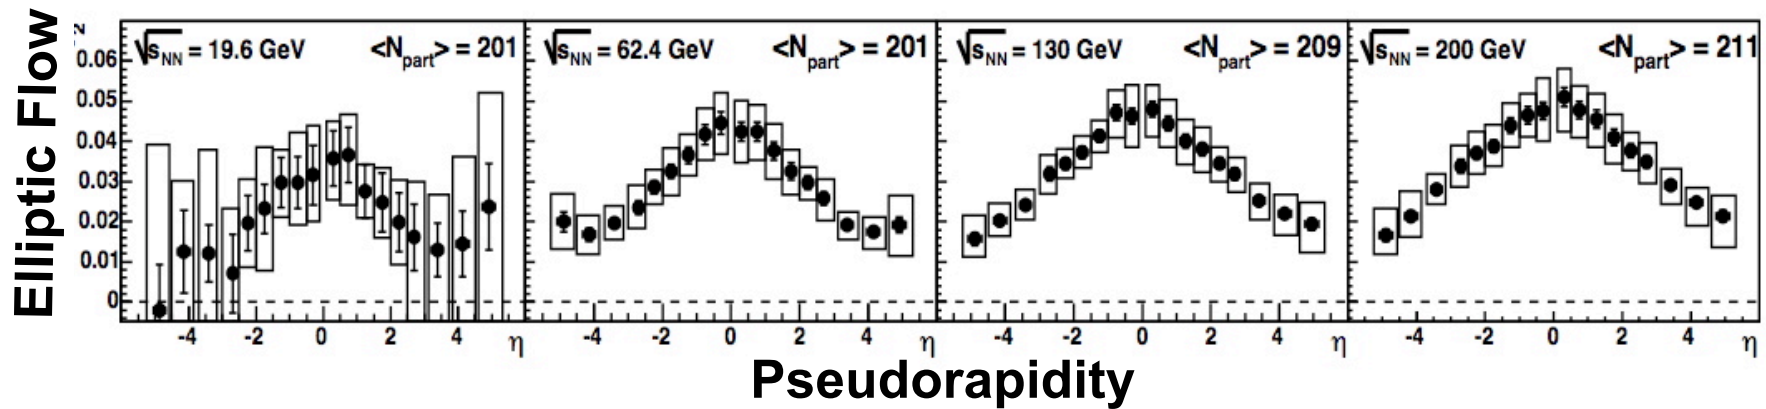 Elliptic Flow
√sNN = 19.6 GeV <Npart> = 201
√sNN = 62.4 GeV <Npart> = 201
√sNN = 130 GeV <Npart> = 209
√sNN = 200 GeV <Npart> = 211
0.06
0.05
0.04
0.03
0.02
0.01
0
-4 -2 0 2 4 η
-4 -2 0 2 4 η
-4 -2 0 2 4 η
-4 -2 0 2 4 η
Pseudorapidity